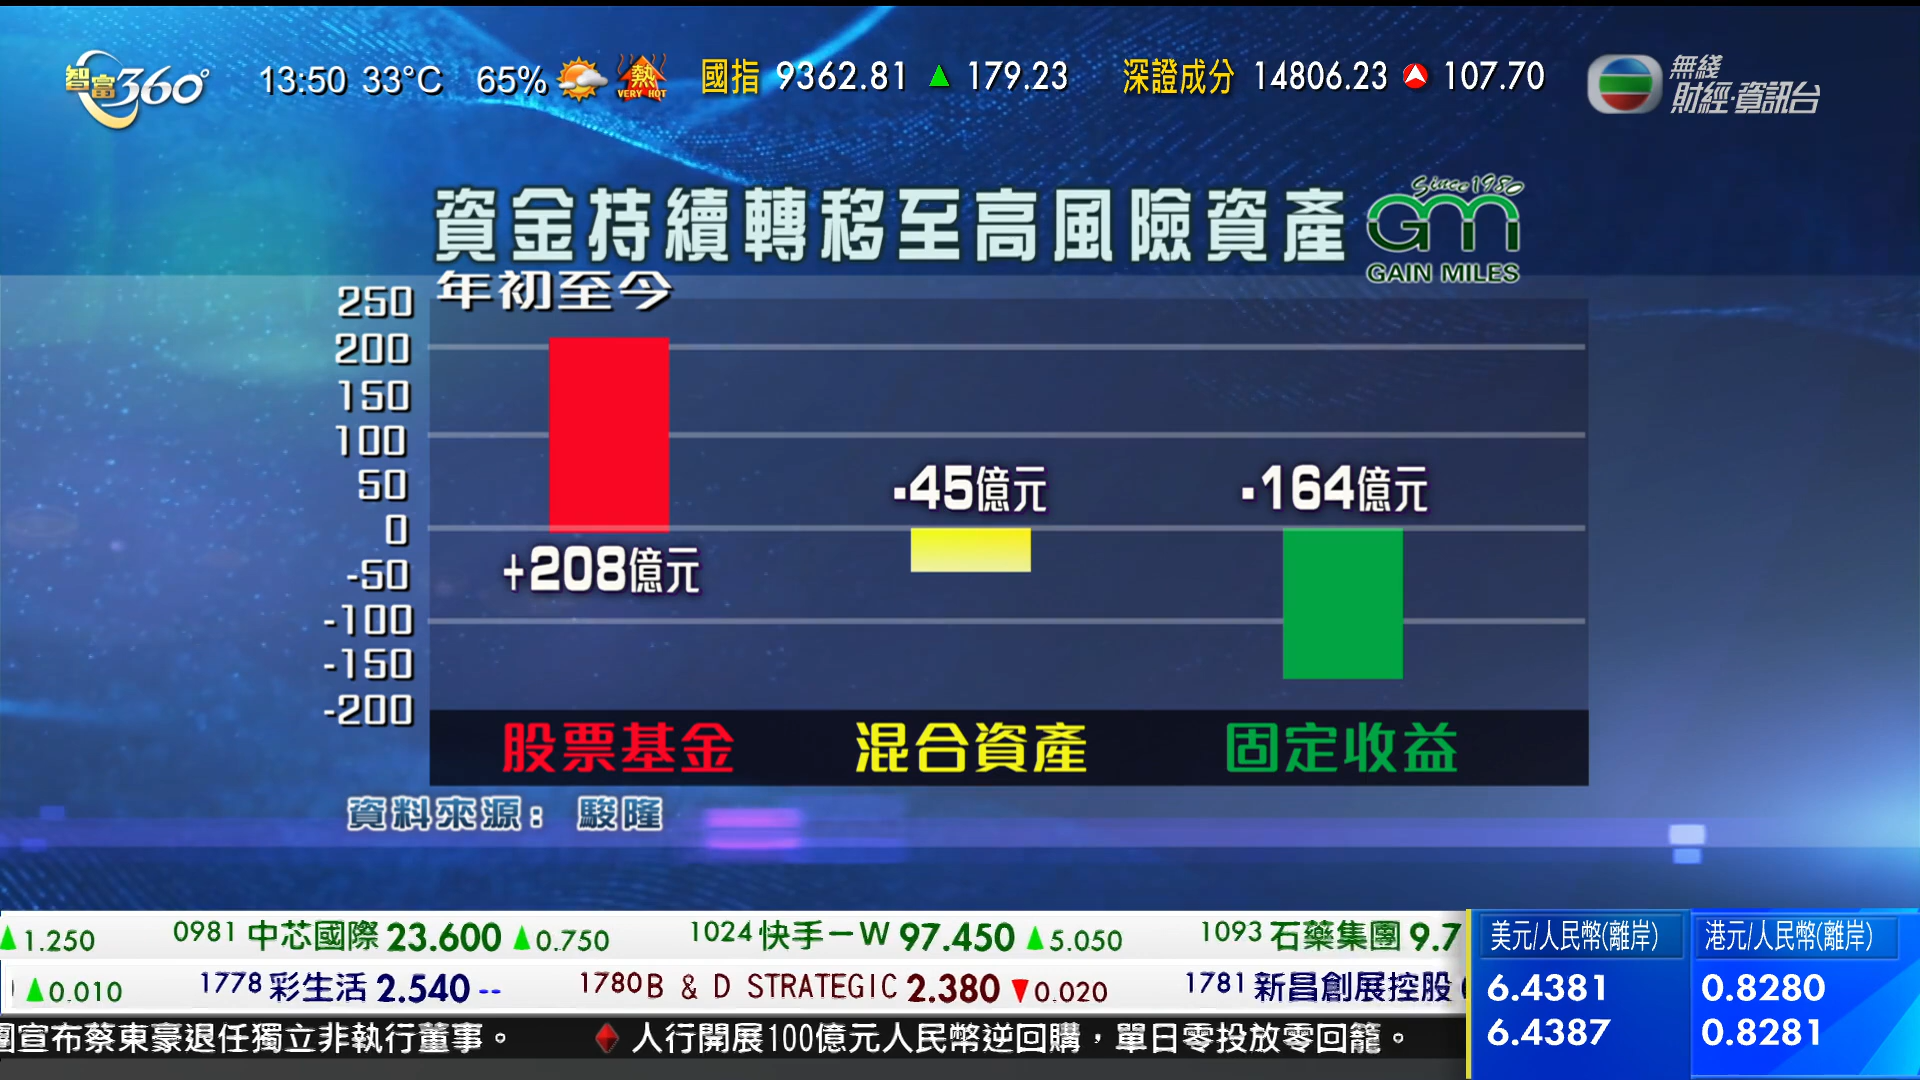 智富360°
13:50 33°C 65% VERY HOT 熱 國指 9362.81 ▲ 179.23 深證成分 14806.23 107.70
無綫
財經·資訊台
資金持續轉移至高風險資產
Since 1980
GM
GAIN MILES
年初至今
250
200
150
100
50
0
-50
-100
-150
-200
+208億元
-45億元
-164億元
股票基金 混合資產 固定收益
資料來源: 駿隆
▲1.250 0981 中芯國際 23.600 ▲0.750 1024 快手－W 97.450 ▲5.050 1093 石藥集團 9.7
▲0.010 1778 彩生活 2.540 -- 1780 B & D STRATEGIC 2.380 ▼0.020 1781 新昌創展控股
團宣布蔡東豪退任獨立非執行董事。 人行開展100億元人民幣逆回購，單日零投放零回籠。
美元/人民幣(離岸)
6.4381
6.4387
港元/人民幣(離岸)
0.8280
0.8281